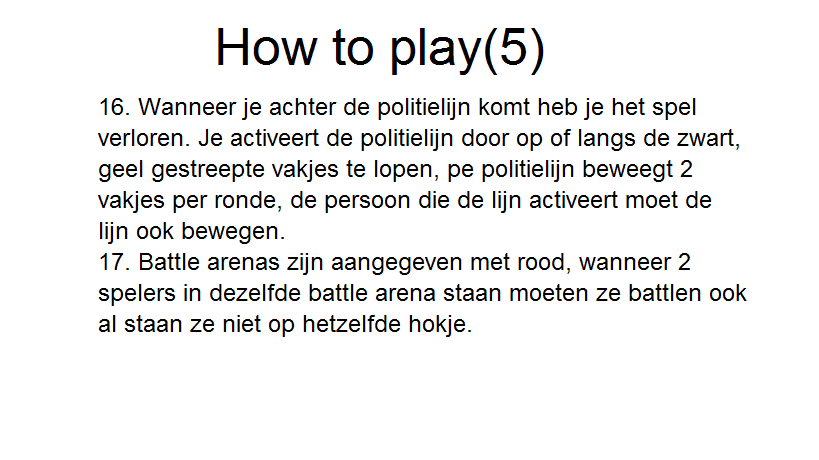 How to play(5)
16. Wanneer je achter de politielijn komt heb je het spel
verloren. Je activeert de politielijn door op of langs de zwart,
geel gestreepte vakjes te lopen, pe politielijn beweegt 2
vakjes per ronde, de persoon die de lijn activeert moet de
lijn ook bewegen.
17. Battle arenas zijn aangegeven met rood, wanneer 2
spelers in dezelfde battle arena staan moeten ze battlen ook
al staan ze niet op hetzelfde hokje.